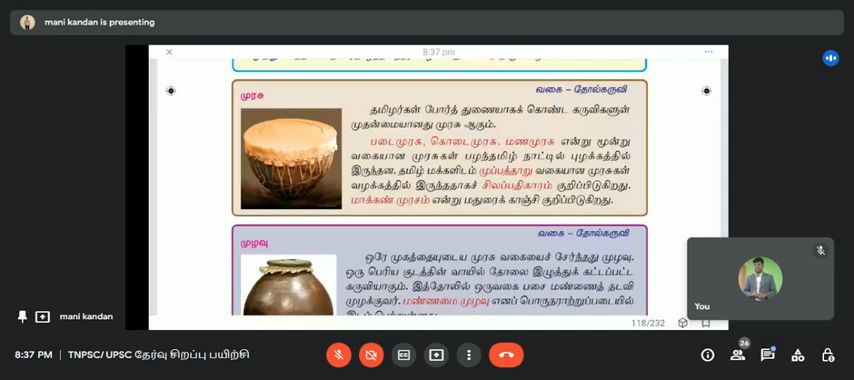 mani kandan is presenting
8:37 pm
முரசு
வகை – தோல்கருவி
தமிழர்கள் போர்த் துணையாகக் கொண்ட கருவிகளுள்
முதன்மையானது முரசு ஆகும்.
படைமுரசு, கொடைமுரசு, மணமுரசு என்று மூன்று
வகையான முரசுகள் பழந்தமிழ் நாட்டில் புழக்கத்தில்
இருந்தன. தமிழ் மக்களிடம் முப்பத்தாறு வகையான முரசுகள்
வழக்கத்தில் இருந்ததாகச் சிலப்பதிகாரம் குறிப்பிடுகிறது.
மாக்கண் முரசம் என்று மதுரைக் காஞ்சி குறிப்பிடுகிறது.
வகை – தோல்கருவி
முழவு
ஒரே முகத்தையுடைய முரசு வகையைச் சேர்ந்தது முழவு.
ஒரு பெரிய குடத்தின் வாயில் தோலை இழுத்துக் கட்டப்பட்ட
கருவியாகும். இத்தோலில் ஒருவகை பசை மண்ணைத் தடவி
முழக்குவர். மண்ணமை முழவு எனப் பொருநராற்றுப்படையில்
118/232
You
mani kandan
8:37 PM | TNPSC/ UPSC தேர்வு சிறப்பு பயிற்சி
26